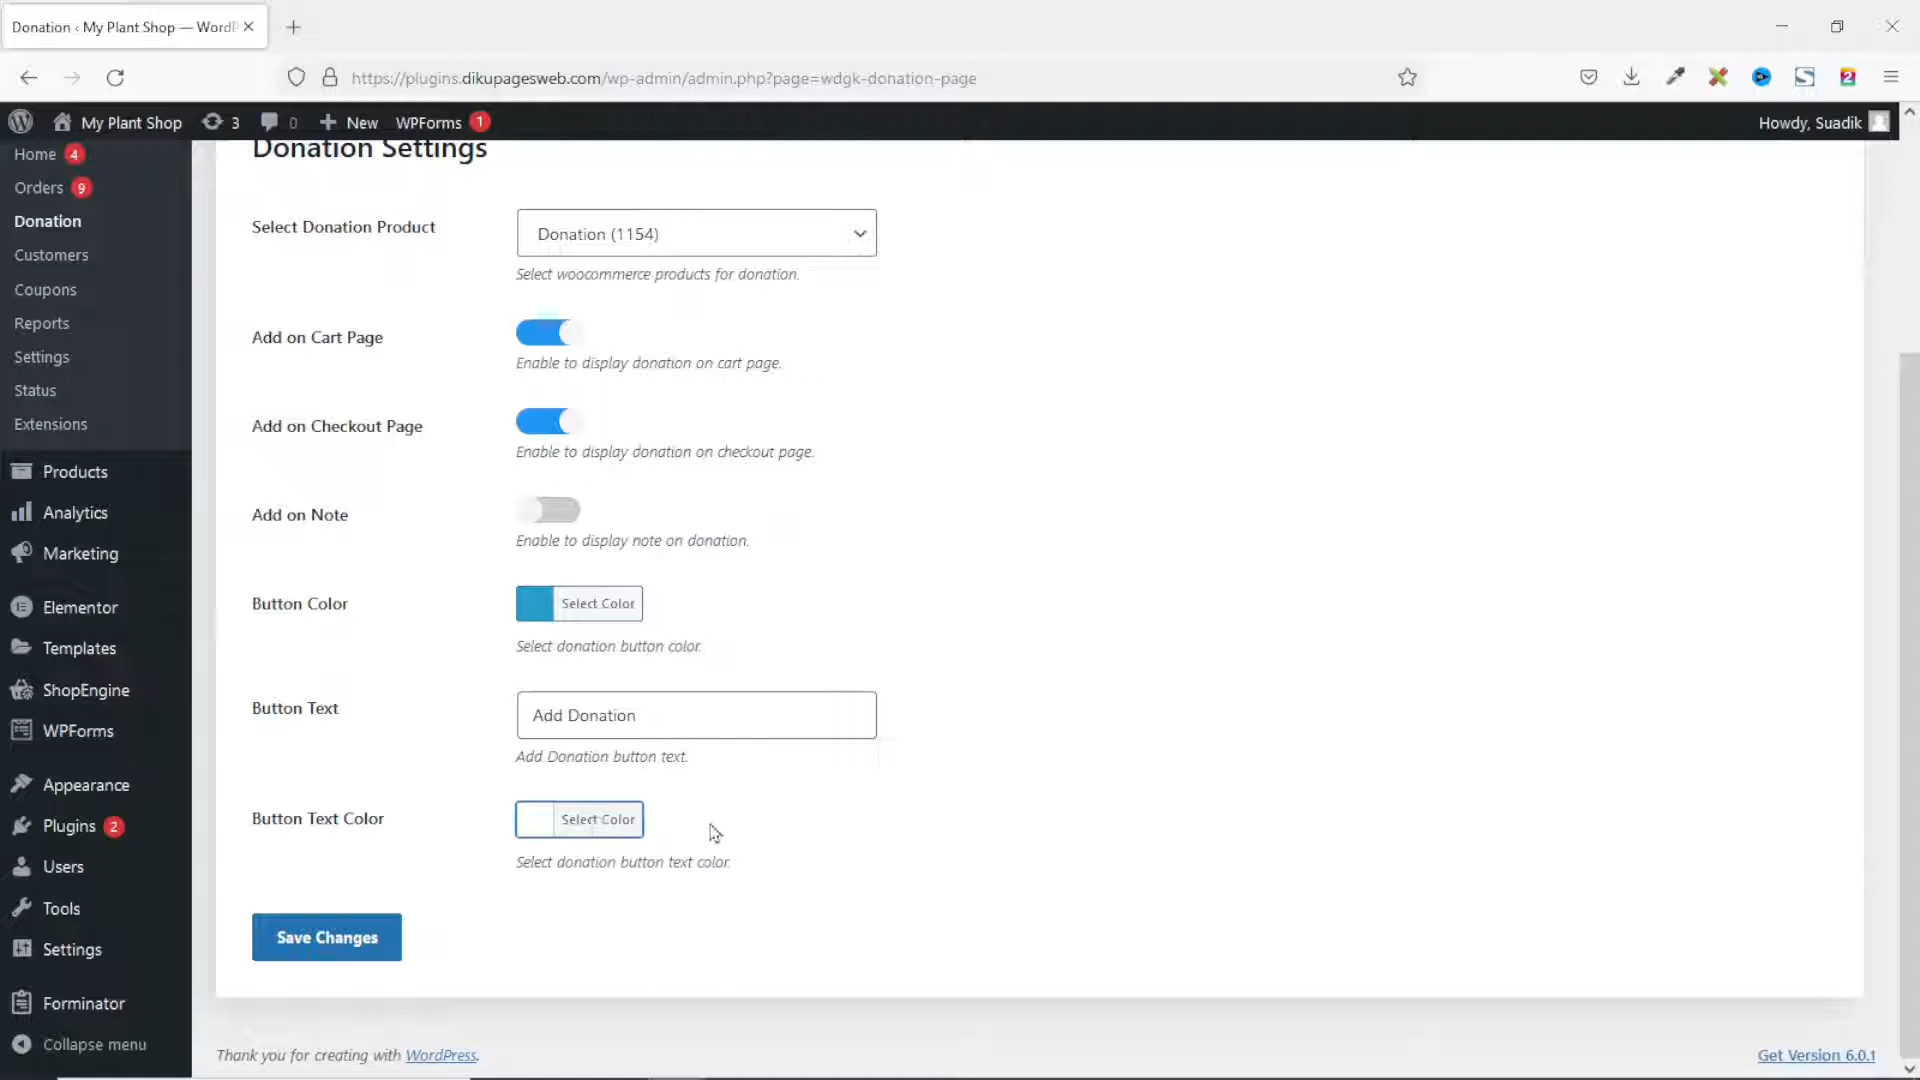 Donation ‹ My Plant Shop — WordP
https://plugins.dikupagesweb.com/wp-admin/admin.php?page=wdgk-donation-page
2
My Plant Shop 3 0 New WPForms 1 Howdy, Suadik
Home 4
Orders 9
Donation
Customers
Coupons
Reports
Settings
Status
Extensions
Products
Analytics
Marketing
Elementor
Templates
ShopEngine
WPForms
Appearance
Plugins 2
Users
Tools
Settings
Forminator
Collapse menu
Donation Settings
Select Donation Product
Donation (1154)
Select woocommerce products for donation.
Add on Cart Page
Enable to display donation on cart page.
Add on Checkout Page
Enable to display donation on checkout page.
Add on Note
Enable to display note on donation.
Button Color
Select Color
Select donation button color.
Button Text
Add Donation
Add Donation button text.
Button Text Color
Select Color
Select donation button text color.
Save Changes
Thank you for creating with WordPress.
Get Version 6.0.1